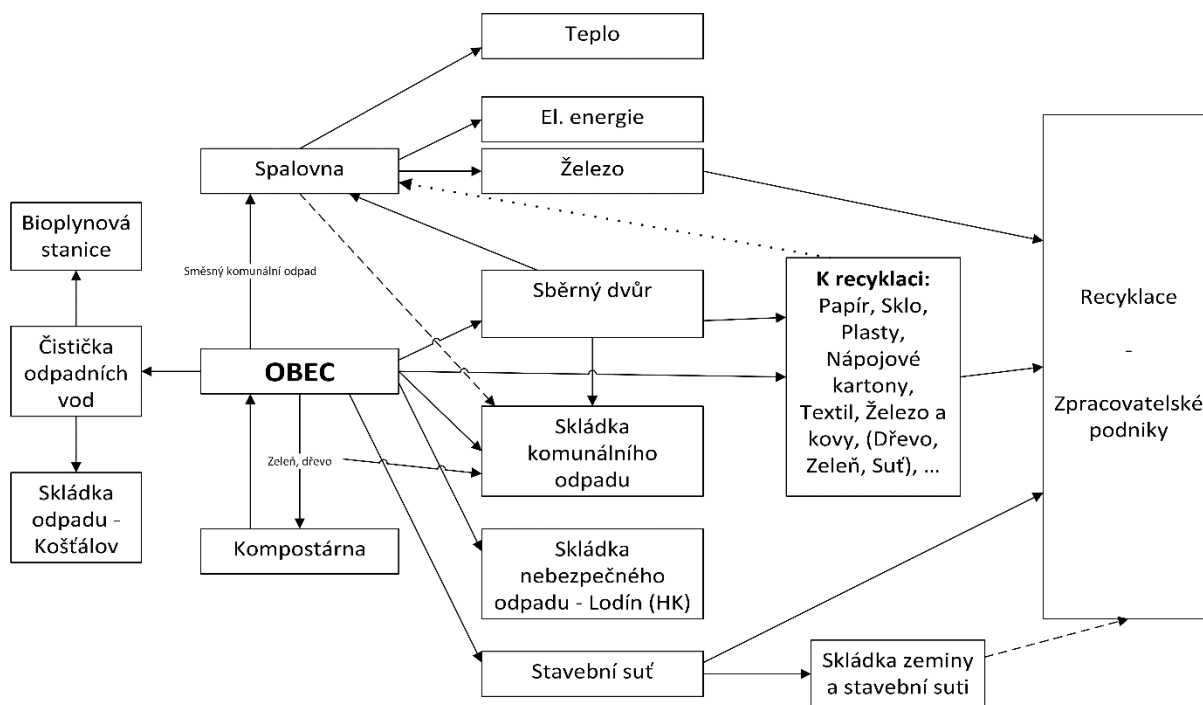 Teplo
El. energie
Spalovna
Železo
Bioplynová
stanice
Směsný komunální odpad
Sběrný dvůr
K recyklaci:
Papír, Sklo,
Plasty,
Nápojové
kartony,
Textil, Železo a
kovy, (Dřevo,
Zeleň, Suť), ...
Recyklace
-
Zpracovatelské
podniky
Čistička
odpadních
vod
OBEC
Skládka
komunálního
odpadu
Zeleň, dřevo
Skládka
odpadu -
Košťálov
Kompostárna
Skládka
nebezpečného
odpadu - Lodín (HK)
Stavební suť
Skládka zeminy
a stavební suti